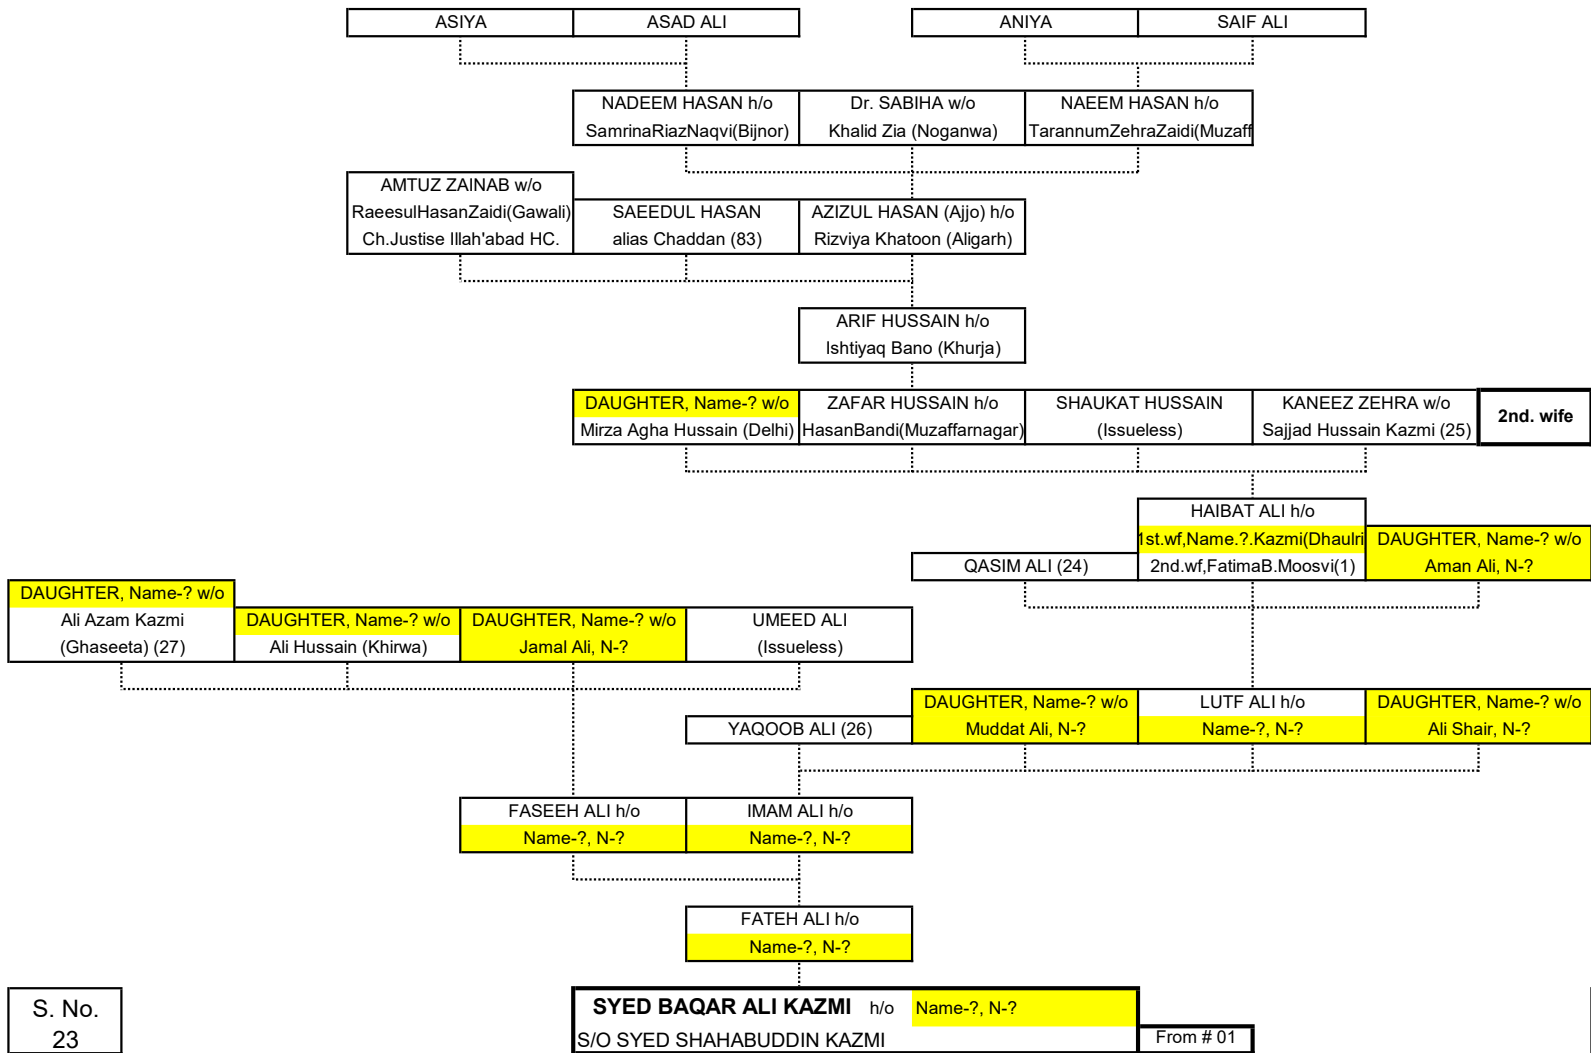 ASIYA
ASAD ALI
ANIYA
SAIF ALI
NADEEM HASAN h/o
SamrinaRiazNaqvi(Bijnor)
Dr. SABIHA w/o
Khalid Zia (Noganwa)
NAEEM HASAN h/o
TarannumZehraZaidi(Muzaff
AMTUZ ZAINAB w/o
RaeesulHasanZaidi(Gawali)
Ch.Justise Illah'abad HC.
SAEEDUL HASAN
alias Chaddan (83)
AZIZUL HASAN (Ajjo) h/o
Rizviya Khatoon (Aligarh)
ARIF HUSSAIN h/o
Ishtiyaq Bano (Khurja)
DAUGHTER, Name-? w/o
Mirza Agha Hussain (Delhi)
ZAFAR HUSSAIN h/o
HasanBandi(Muzaffarnagar)
SHAUKAT HUSSAIN
(Issueless)
KANEEZ ZEHRA w/o
Sajjad Hussain Kazmi (25)
2nd. wife
QASIM ALI (24)
HAIBAT ALI h/o
1st.wf,Name.?.Kazmi(Dhaulri
2nd.wf,FatimaB.Moosvi(1)
DAUGHTER, Name-? w/o
Aman Ali, N-?
DAUGHTER, Name-? w/o
Ali Azam Kazmi
(Ghaseeta) (27)
DAUGHTER, Name-? w/o
Ali Hussain (Khirwa)
DAUGHTER, Name-? w/o
Jamal Ali, N-?
UMEED ALI
(Issueless)
YAQOOB ALI (26)
DAUGHTER, Name-? w/o
Muddat Ali, N-?
LUTF ALI h/o
Name-?, N-?
DAUGHTER, Name-? w/o
Ali Shair, N-?
FASEEH ALI h/o
Name-?, N-?
IMAM ALI h/o
Name-?, N-?
FATEH ALI h/o
Name-?, N-?
S. No.
23
SYED BAQAR ALI KAZMI h/o Name-?, N-?
S/O SYED SHAHABUDDIN KAZMI
From # 01